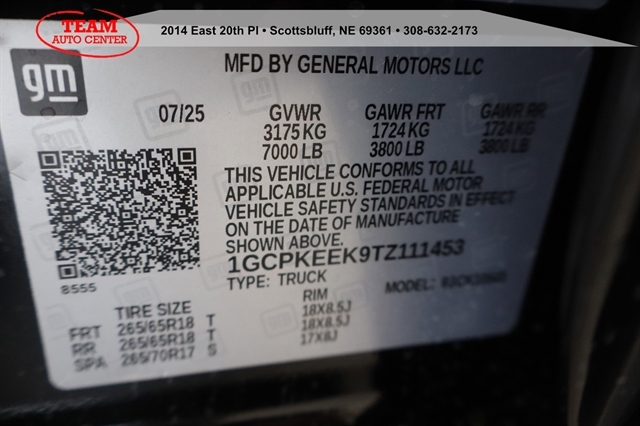 TEAM
AUTO CENTER
2014 East 20th Pl • Scottsbluff, NE 69361 • 308-632-2173
gm
MFD BY GENERAL MOTORS LLC
07/25 GVWR GAWR FRT GAWR RR
3175 KG 1724 KG 1724 KG
7000 LB 3800 LB 3800 LB
THIS VEHICLE CONFORMS TO ALL
APPLICABLE U.S. FEDERAL MOTOR
VEHICLE SAFETY STANDARDS IN EFFECT
ON THE DATE OF MANUFACTURE
SHOWN ABOVE.
1GCPKEEK9TZ111453
8555
TYPE: TRUCK MODEL:
TIRE SIZE RIM
FRT 265/65R18 T 18X8.5J
RR 265/65R18 T 18X8.5J
SPA 265/70R17 S 17X8J